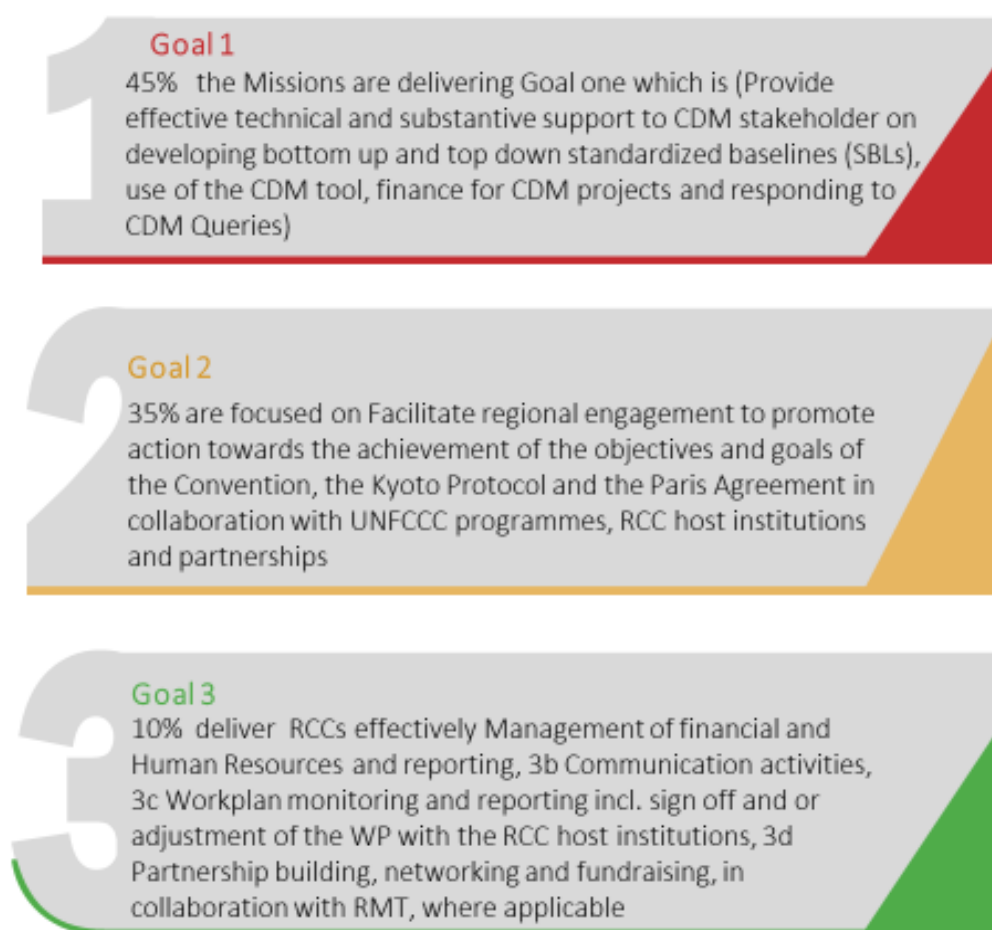 1
Goal 1
45% the Missions are delivering Goal one which is (Provide
effective technical and substantive support to CDM stakeholder on
developing bottom up and top down standardized baselines (SBLs),
use of the CDM tool, finance for CDM projects and responding to
CDM Queries)
2
Goal 2
35% are focused on Facilitate regional engagement to promote
action towards the achievement of the objectives and goals of
the Convention, the Kyoto Protocol and the Paris Agreement in
collaboration with UNFCCC programmes, RCC host institutions
and partnerships
3
Goal 3
10% deliver RCCs effectively Management of financial and
Human Resources and reporting, 3b Communication activities,
3c Workplan monitoring and reporting incl. sign off and or
adjustment of the WP with the RCC host institutions, 3d
Partnership building, networking and fundraising, in
collaboration with RMT, where applicable